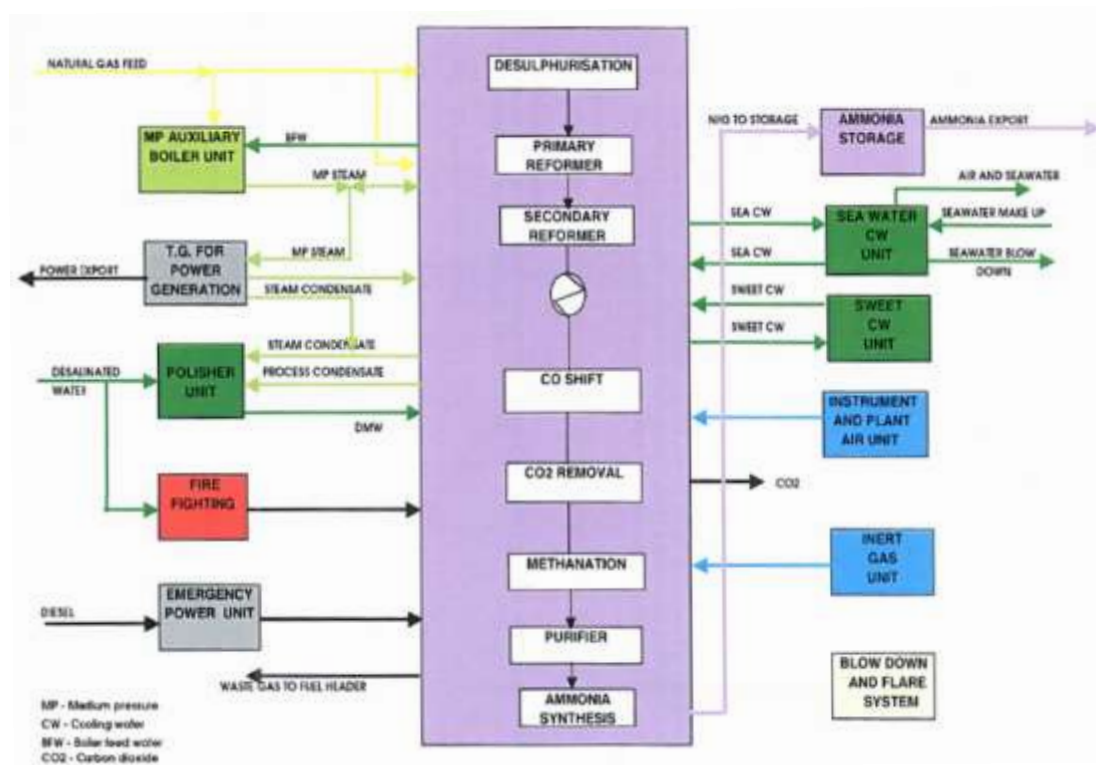 NATURAL GAS FEED
MP AUXILIARY
BOILER UNIT
BFW
MP STEAM
T.G. FOR
POWER
GENERATION
POWER EXPORT
MP STEAM
STEAM CONDENSATE
DESALINATED
WATER
POLISHER
UNIT
STEAM CONDENSATE
PROCESS CONDENSATE
DMW
FIRE
FIGHTING
DIESEL
EMERGENCY
POWER UNIT
WASTE GAS TO FUEL HEADER
MP - Medium pressure
CW - Cooling water
BFW - Boiler feed water
CO2 - Carbon dioxide
DESULPHURISATION
PRIMARY
REFORMER
SECONDARY
REFORMER
CO SHIFT
CO2 REMOVAL
METHANATION
PURIFIER
AMMONIA
SYNTHESIS
NH3 TO STORAGE
AMMONIA
STORAGE
AMMONIA EXPORT
AIR AND SEAWATER
SEA CW
SEA WATER
CW
UNIT
SEAWATER MAKE UP
SEA CW
SEAWATER BLOW
DOWN
SWEET CW
SWEET
CW
UNIT
SWEET CW
INSTRUMENT
AND PLANT
AIR UNIT
CO2
INERT
GAS
UNIT
BLOW DOWN
AND FLARE
SYSTEM